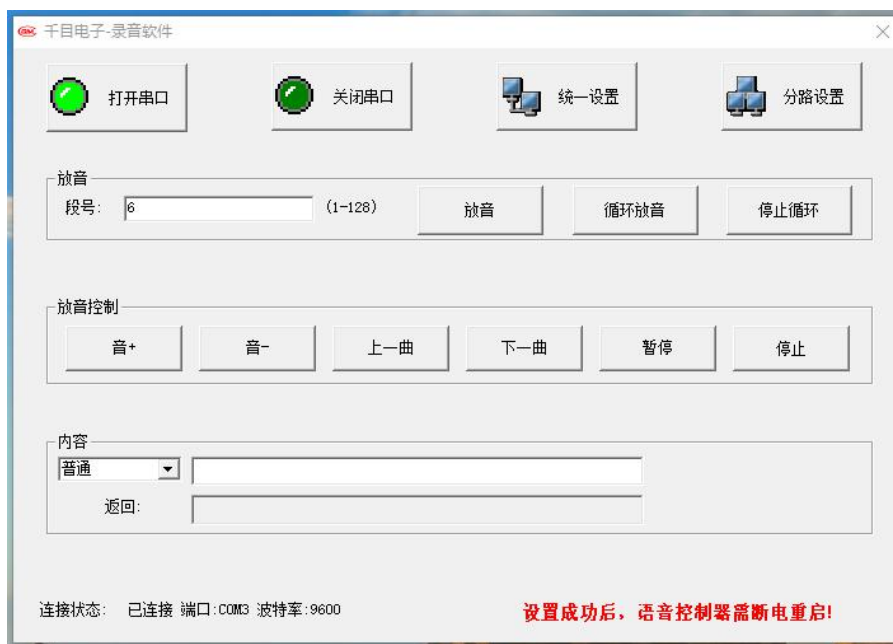 千目电子-录音软件
打开串口 关闭串口 统一设置 分路设置
放音
段号: 6 (1-128) 放音 循环放音 停止循环
放音控制
音+ 音- 上一曲 下一曲 暂停 停止
内容
普通
返回:
连接状态: 已连接 端口:COM3 波特率:9600 设置成功后，语音控制器需断电重启!